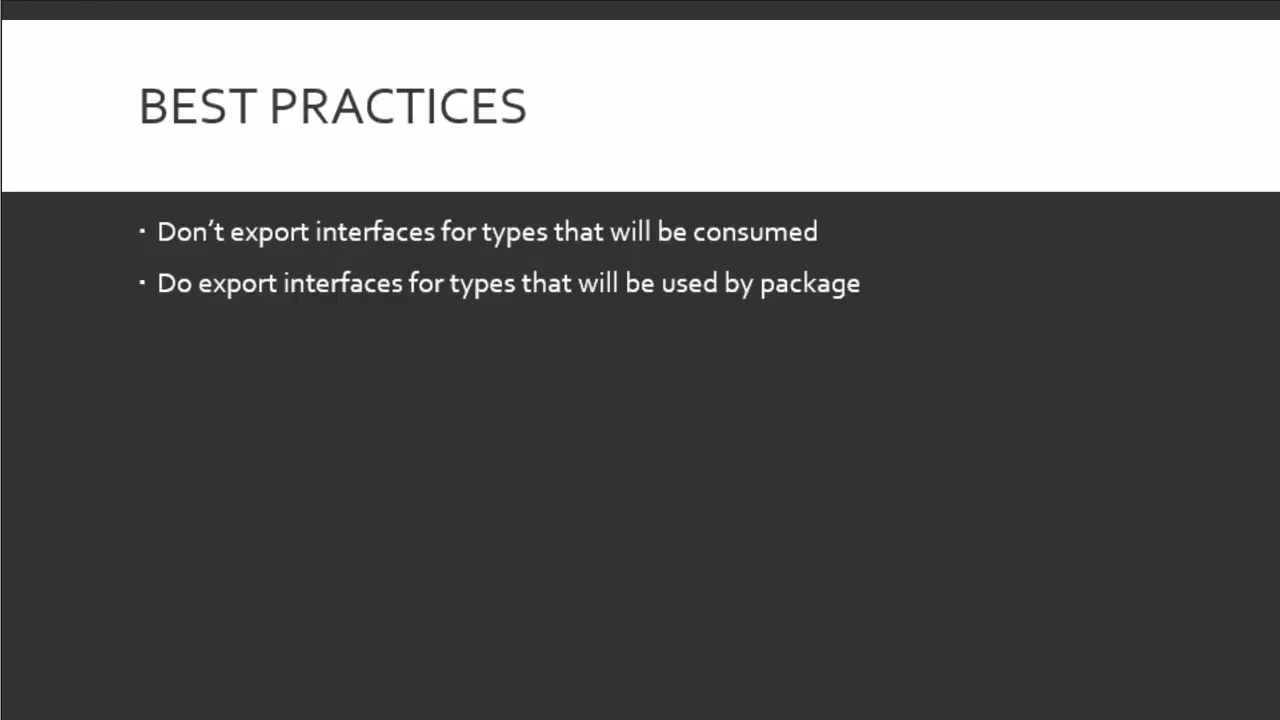 BEST PRACTICES
▪ Don’t export interfaces for types that will be consumed
▪ Do export interfaces for types that will be used by package